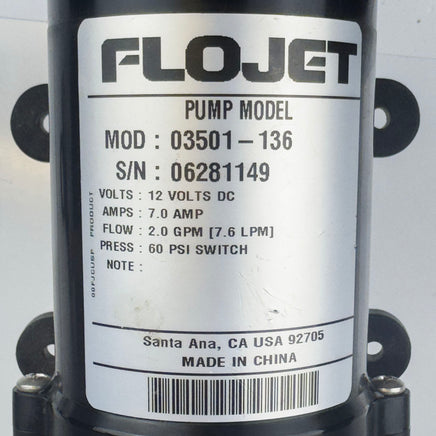 FLOJET
PUMP MODEL
MOD : 03501-136
S/N : 06281149
VOLTS : 12 VOLTS DC
AMPS : 7.0 AMP
FLOW : 2.0 GPM [7.6 LPM]
PRESS : 60 PSI SWITCH
NOTE :
PRODUCT
Santa Ana, CA USA 92705
MADE IN CHINA